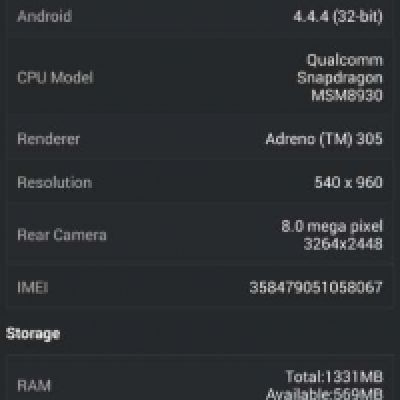 Android 4.4.4 (32-bit)
Qualcomm
CPU Model Snapdragon
MSM8930
Renderer Adreno (TM) 305
Resolution 540 x 960
8.0 mega pixel
Rear Camera
3264x2448
IMEI 358479051058067
Storage
Total:1331MB
RAM
Available:569MB